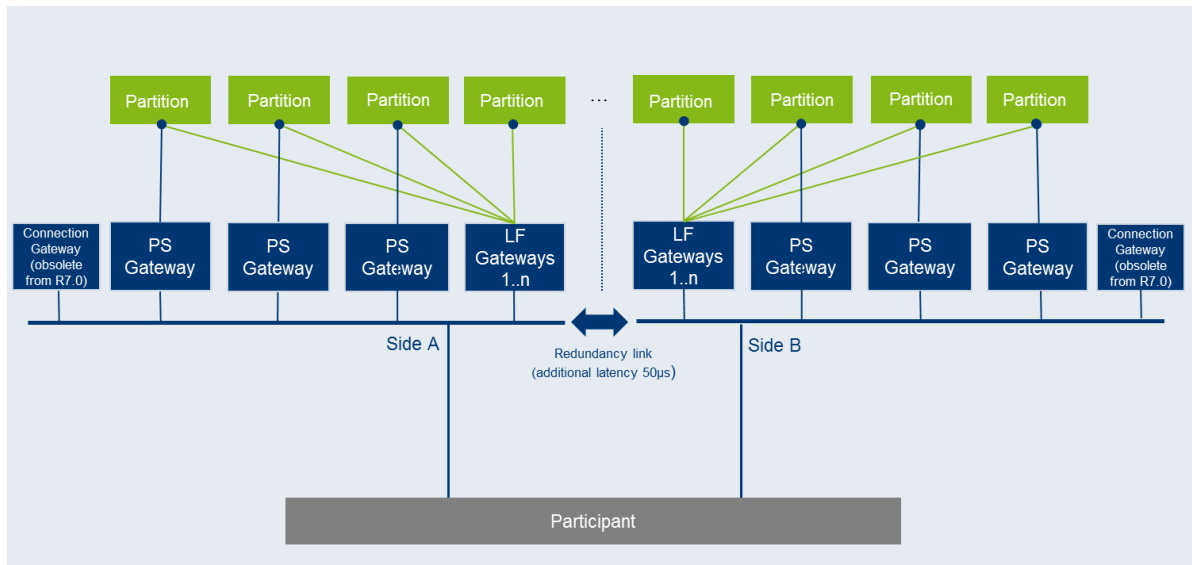 Partition
Partition
Partition
Partition
...
Partition
Partition
Partition
Partition
Connection
Gateway
(obsolete
from R7.0)
PS
Gateway
PS
Gateway
PS
Gateway
LF
Gateways
1..n
LF
Gateways
1..n
PS
Gateway
PS
Gateway
PS
Gateway
Connection
Gateway
(obsolete
from R7.0)
Side A
Redundancy link
(additional latency 50µs)
Side B
Participant